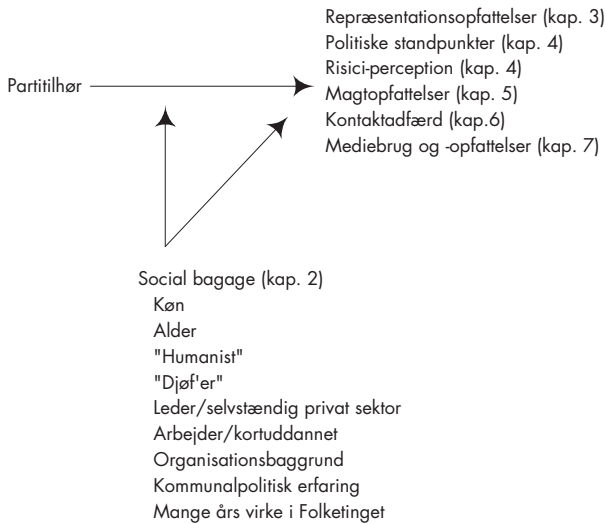 Repræsentationsopfattelser (kap. 3)
Politiske standpunkter (kap. 4)
Risici-perception (kap. 4)
Partitilhør
Magtopfattelser (kap. 5)
Kontaktadfærd (kap.6)
Mediebrug og -opfattelser (kap. 7)
Social bagage (kap. 2)
Køn
Alder
"Humanist"
"Djøf'er"
Leder/selvstændig privat sektor
Arbejder/kortuddannet
Organisationsbaggrund
Kommunalpolitisk erfaring
Mange års virke i Folketinget